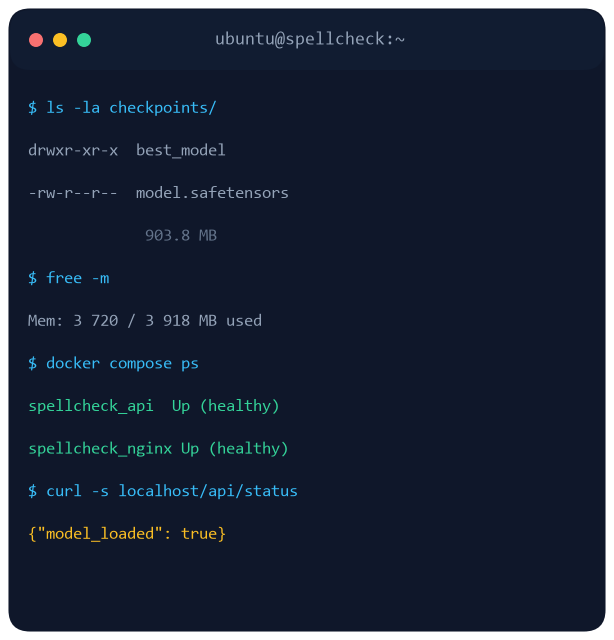 ubuntu@spellcheck:~
$ ls -la checkpoints/
drwxr-xr-x  best_model
-rw-r--r--  model.safetensors
903.8 MB
$ free -m
Mem: 3 720 / 3 918 MB used
$ docker compose ps
spellcheck_api  Up (healthy)
spellcheck_nginx Up (healthy)
$ curl -s localhost/api/status
{"model_loaded": true}